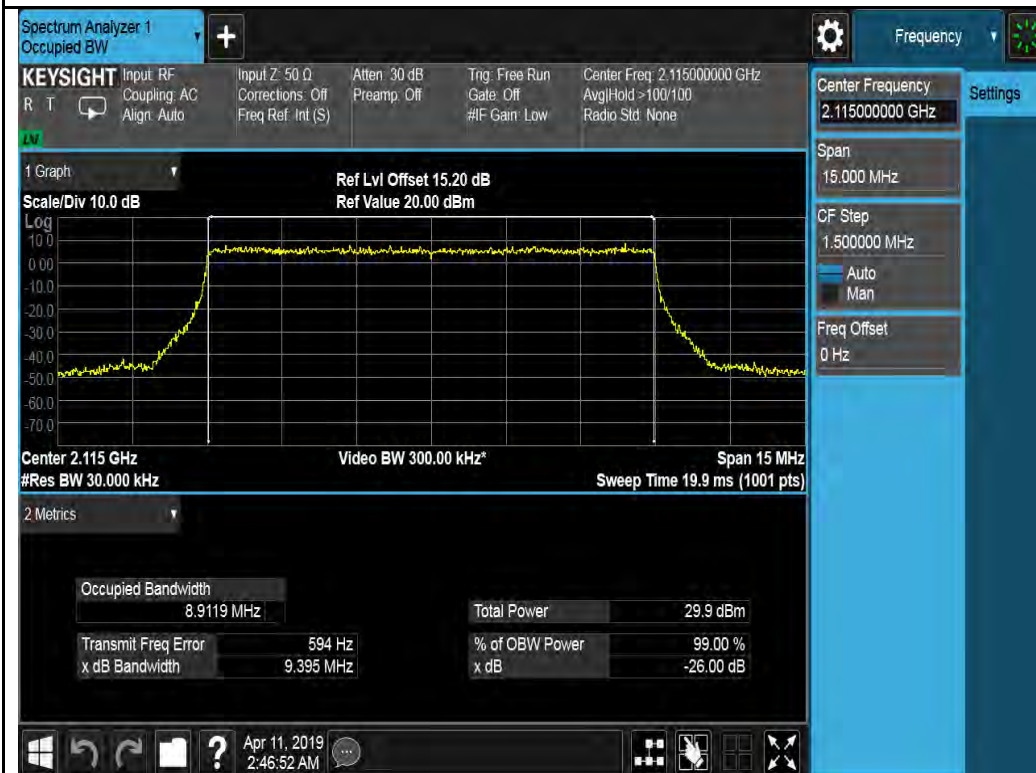 Spectrum Analyzer 1
Occupied BW
+
Frequency
Settings
KEYSIGHT
R T
LNI
Input: RF
Coupling: AC
Align: Auto
Input Z: 50 Ω
Corrections: Off
Freq Ref: Int (S)
Atten: 30 dB
Preamp: Off
Trig: Free Run
Gate: Off
#IF Gain: Low
Center Freq: 2.115000000 GHz
Avg|Hold >100/100
Radio Std: None
Center Frequency
2.115000000 GHz
Span
15.000 MHz
CF Step
1.500000 MHz
Auto
Man
Freq Offset
0 Hz
1 Graph
Ref Lvl Offset 15.20 dB
Scale/Div 10.0 dB
Ref Value 20.00 dBm
Log
10.0
0.00
-10.0
-20.0
-30.0
-40.0
-50.0
-60.0
-70.0
Center 2.115 GHz
Video BW 300.00 kHz*
Span 15 MHz
#Res BW 30.000 kHz
Sweep Time 19.9 ms (1001 pts)
2 Metrics
Occupied Bandwidth
8.9119 MHz
Total Power 29.9 dBm
Transmit Freq Error 594 Hz
% of OBW Power 99.00 %
x dB Bandwidth 9.395 MHz
x dB -26.00 dB
?
Apr 11, 2019
2:46:52 AM